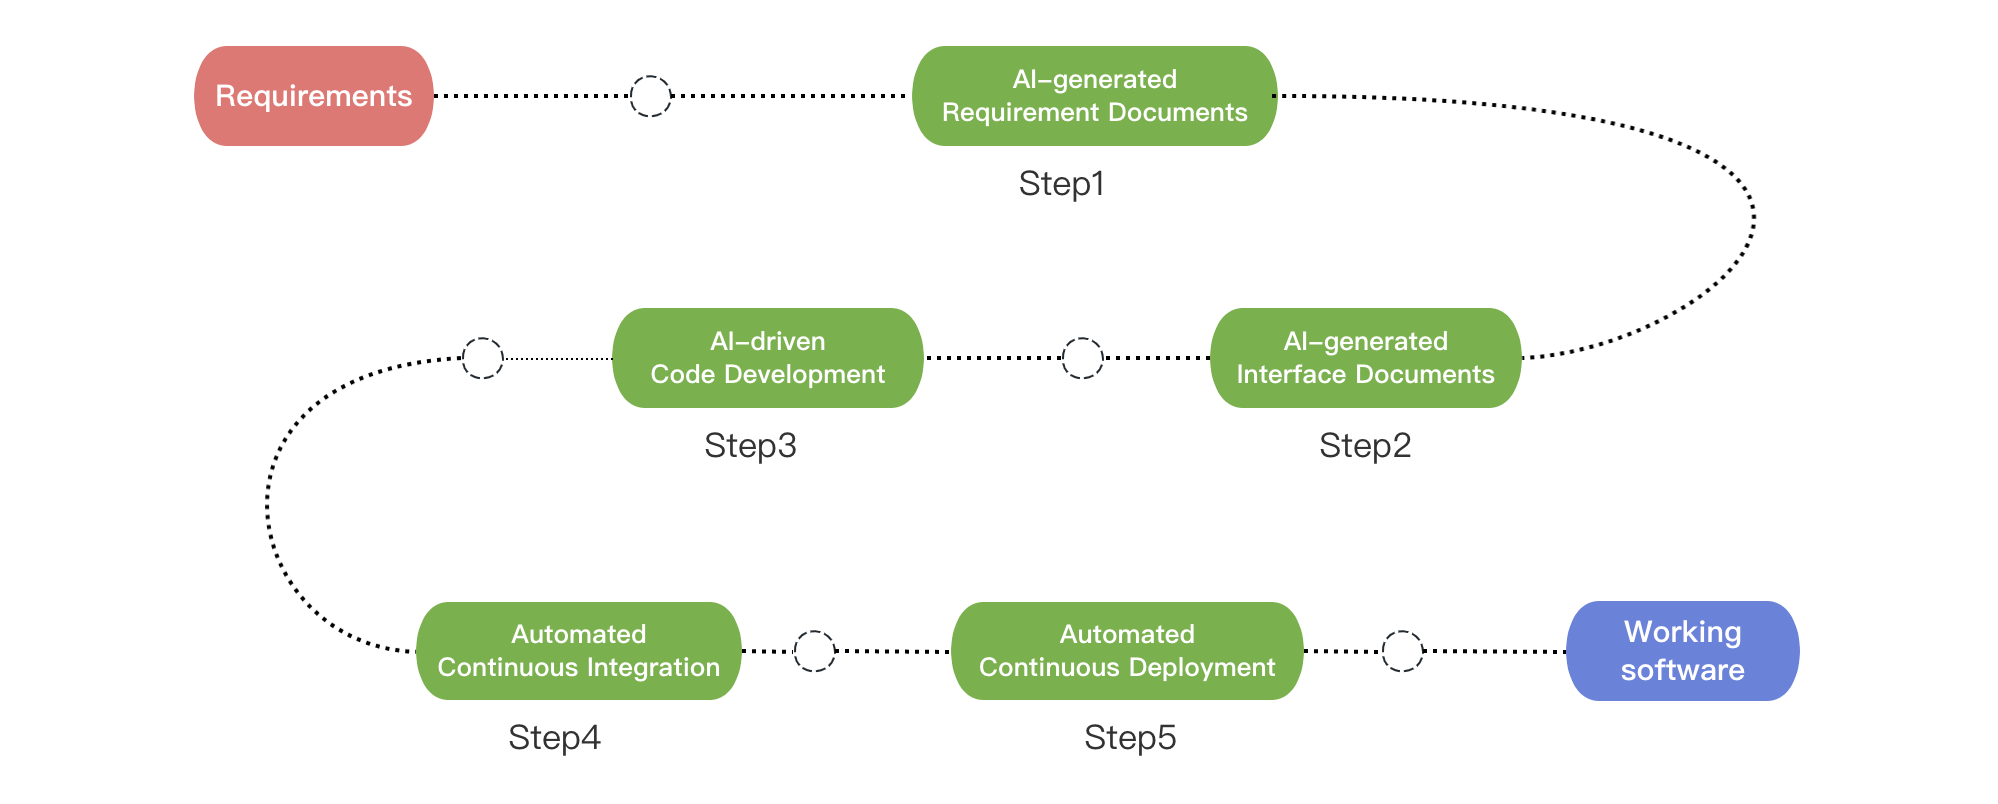 Requirements
AI-generated
Requirement Documents
Step1
AI-driven
Code Development
Step3
AI-generated
Interface Documents
Step2
Automated
Continuous Integration
Step4
Automated
Continuous Deployment
Step5
Working
software